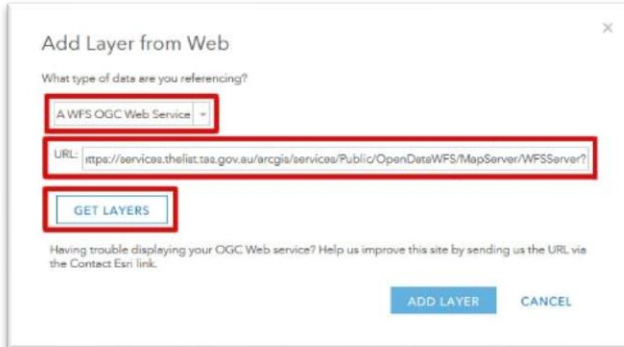 Add Layer from Web
What type of data are you referencing?
A WFS OGC Web Service
URL: https://services.thelist.tas.gov.au/arcgis/services/Public/OpenDataWFS/MapServer/WFSServer?
GET LAYERS
Having trouble displaying your OGC Web service? Help us improve this site by sending us the URL via
the Contact Esri link.
ADD LAYER CANCEL